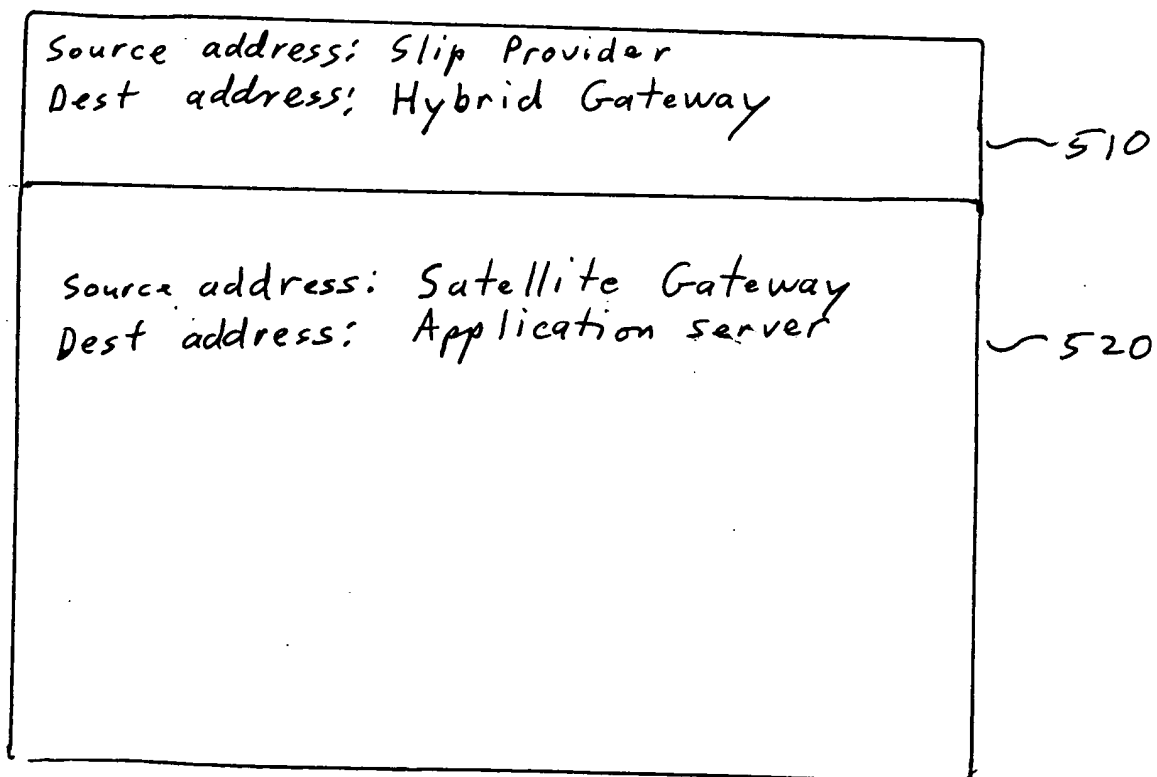 Source address: Slip Provider
Dest address: Hybrid Gateway
510
Source address: Satellite Gateway
Dest address: Application server
520